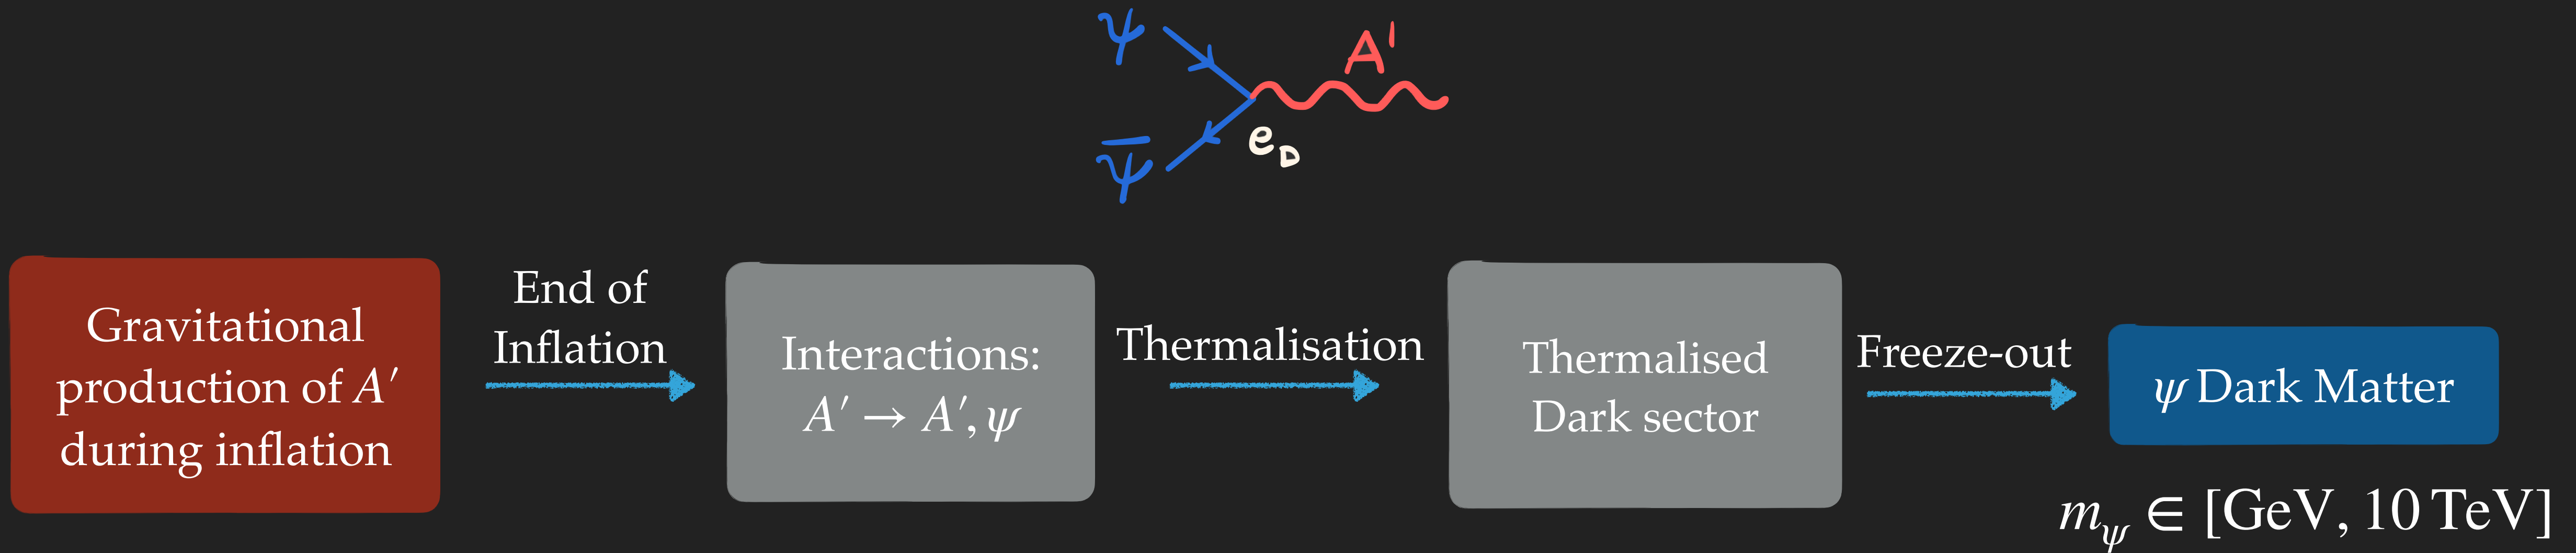 ψ
A′
ψ̅
e_D
Gravitational
production of A′
during inflation
End of
Inflation
Interactions:
A′ → A′, ψ
Thermalisation
Thermalised
Dark sector
Freeze-out
ψ Dark Matter
m_ψ ∈ [GeV, 10 TeV]